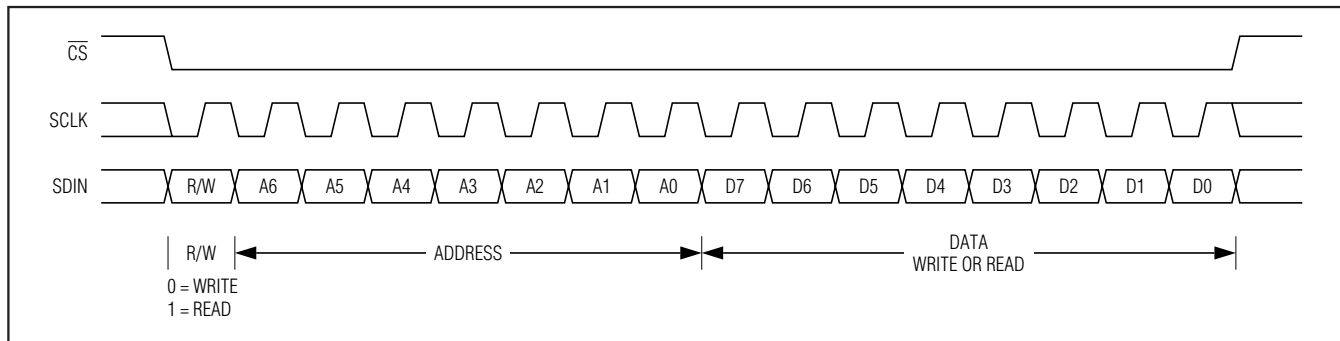 CS
SCLK
SDIN R/W A6 A5 A4 A3 A2 A1 A0 D7 D6 D5 D4 D3 D2 D1 D0
R/W ADDRESS DATA
WRITE OR READ
0 = WRITE
1 = READ